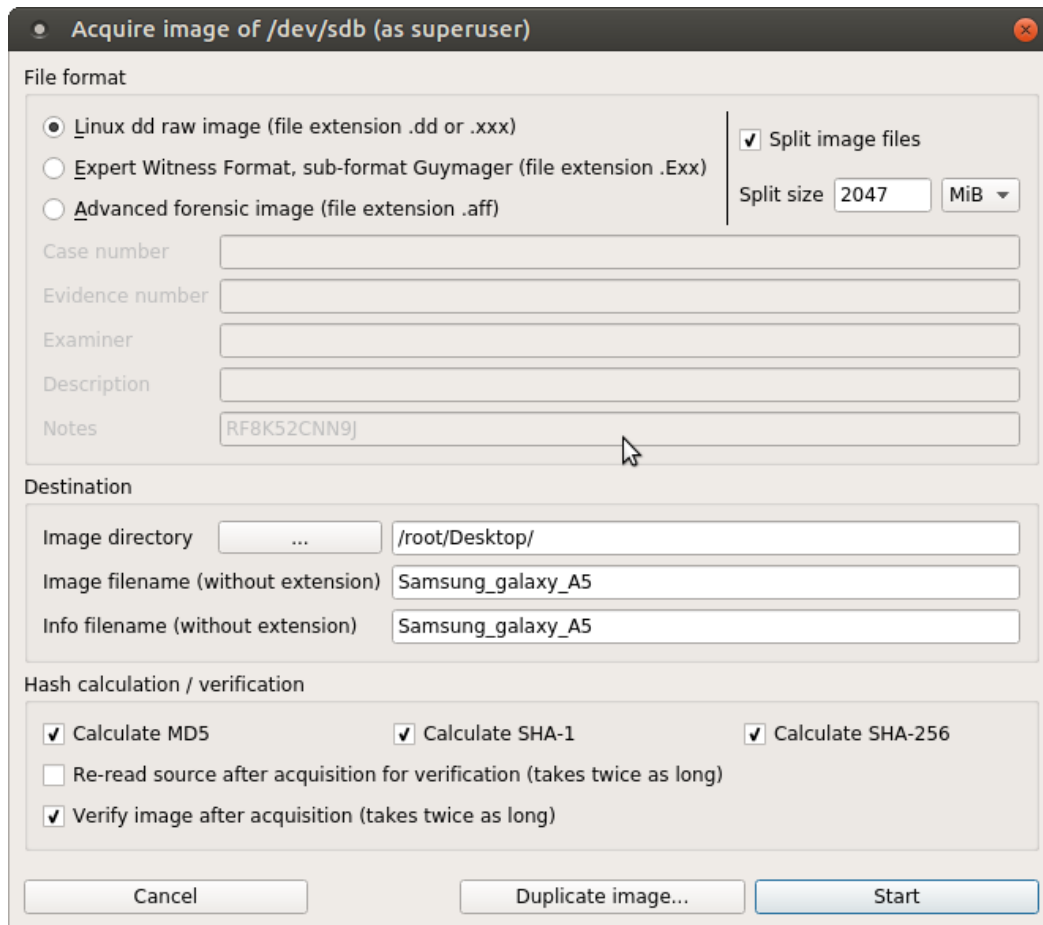 Acquire image of /dev/sdb (as superuser)
File format
Linux dd raw image (file extension .dd or .xxx)
Expert Witness Format, sub-format Guymager (file extension .Exx)
Advanced forensic image (file extension .aff)
Split image files
Split size 2047 MiB
Case number
Evidence number
Examiner
Description
Notes RF8K52CNN9J
Destination
Image directory ... /root/Desktop/
Image filename (without extension) Samsung_galaxy_A5
Info filename (without extension) Samsung_galaxy_A5
Hash calculation / verification
Calculate MD5 Calculate SHA-1 Calculate SHA-256
Re-read source after acquisition for verification (takes twice as long)
Verify image after acquisition (takes twice as long)
Cancel Duplicate image... Start